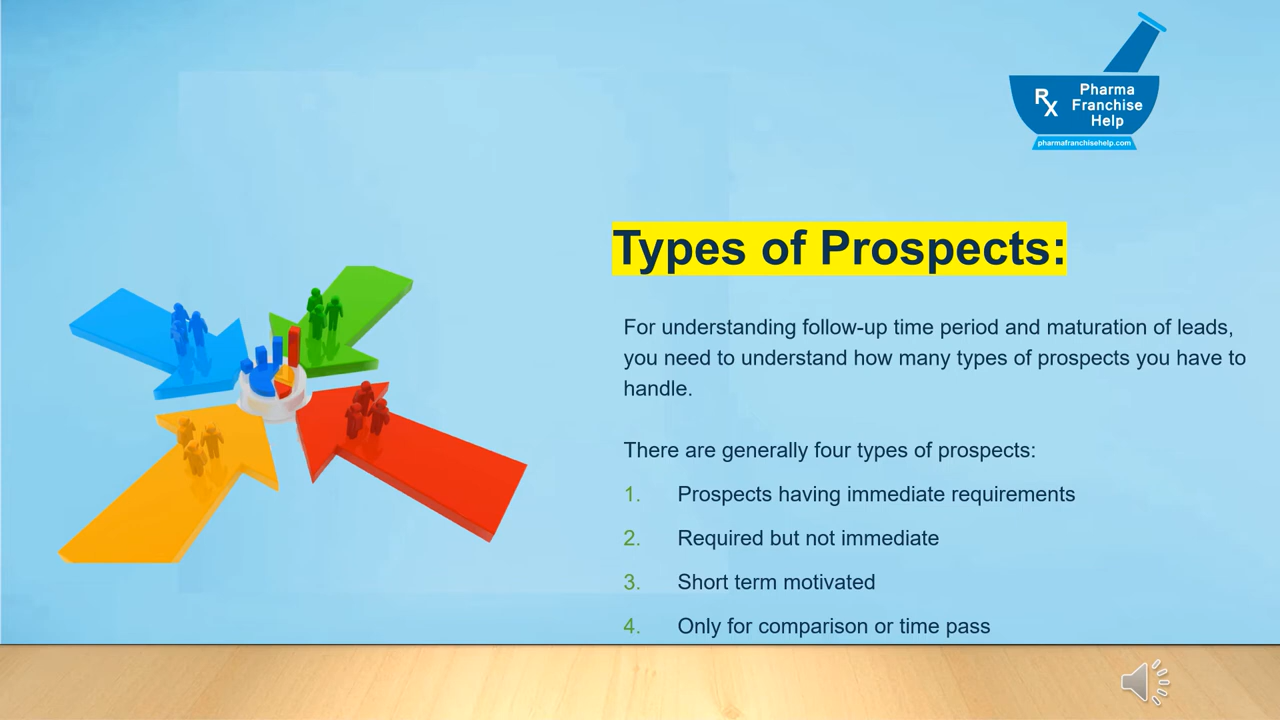 Rx
Pharma
Franchise
Help
pharmafranchisehelp.com
Types of Prospects:
For understanding follow-up time period and maturation of leads,
you need to understand how many types of prospects you have to
handle.
There are generally four types of prospects:
1. Prospects having immediate requirements
2. Required but not immediate
3. Short term motivated
4. Only for comparison or time pass